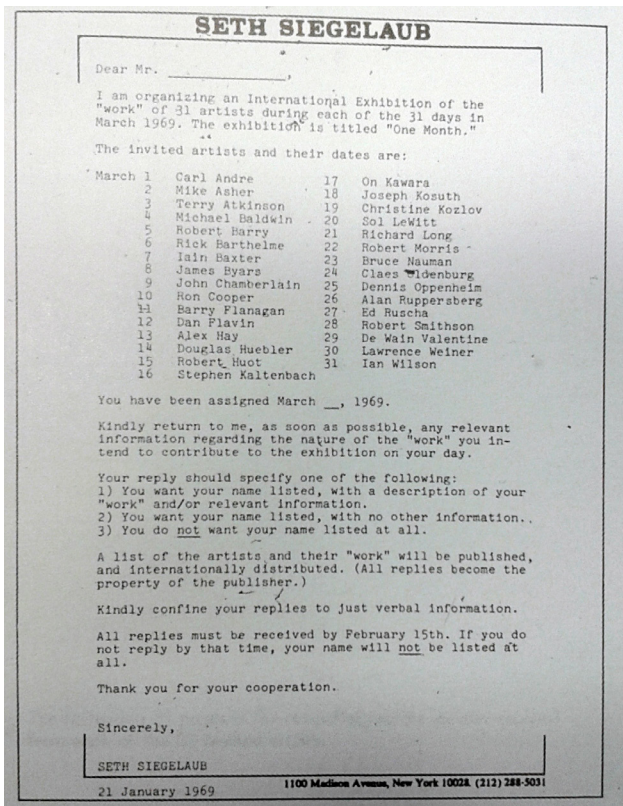 SETH SIEGELAUB
Dear Mr. ____________,
I am organizing an International Exhibition of the
"work" of 31 artists during each of the 31 days in
March 1969. The exhibition is titled "One Month."
The invited artists and their dates are:
March 1 Carl Andre
2 Mike Asher
3 Terry Atkinson
4 Michael Baldwin
5 Robert Barry
6 Rick Barthelme
7 Iain Baxter
8 James Byars
9 John Chamberlain
10 Ron Cooper
11 Barry Flanagan
12 Dan Flavin
13 Alex Hay
14 Douglas Huebler
15 Robert Huot
16 Stephen Kaltenbach
17 On Kawara
18 Joseph Kosuth
19 Christine Kozlov
20 Sol LeWitt
21 Richard Long
22 Robert Morris
23 Bruce Nauman
24 Claes Oldenburg
25 Dennis Oppenheim
26 Alan Ruppersberg
27 Ed Ruscha
28 Robert Smithson
29 De Wain Valentine
30 Lawrence Weiner
31 Ian Wilson
You have been assigned March __, 1969.
Kindly return to me, as soon as possible, any relevant
information regarding the nature of the "work" you in-
tend to contribute to the exhibition on your day.
Your reply should specify one of the following:
1) You want your name listed, with a description of your
"work" and/or relevant information.
2) You want your name listed, with no other information.
3) You do not want your name listed at all.
A list of the artists and their "work" will be published,
and internationally distributed. (All replies become the
property of the publisher.)
Kindly confine your replies to just verbal information.
All replies must be received by February 15th. If you do
not reply by that time, your name will not be listed at
all.
Thank you for your cooperation.
Sincerely,
SETH SIEGELAUB
1100 Madison Avenue, New York 10028. (212) 288-5031
21 January 1969